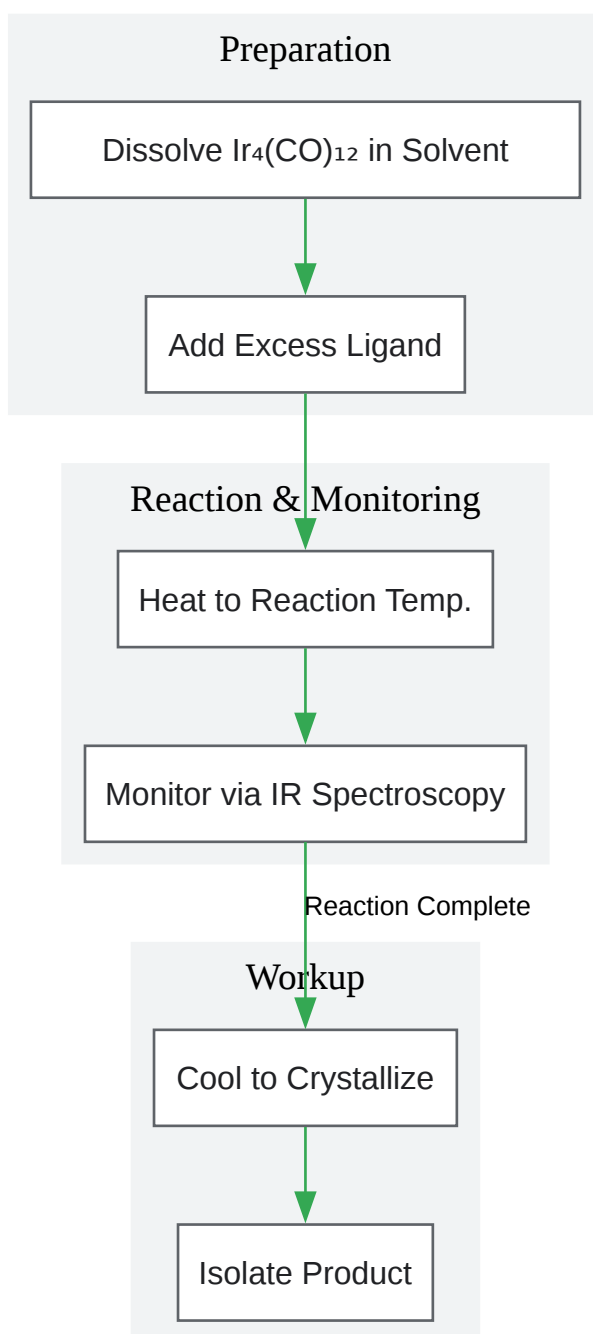 Preparation
Dissolve Ir₄(CO)₁₂ in Solvent
Add Excess Ligand
Reaction & Monitoring
Heat to Reaction Temp.
Monitor via IR Spectroscopy
Reaction Complete
Workup
Cool to Crystallize
Isolate Product